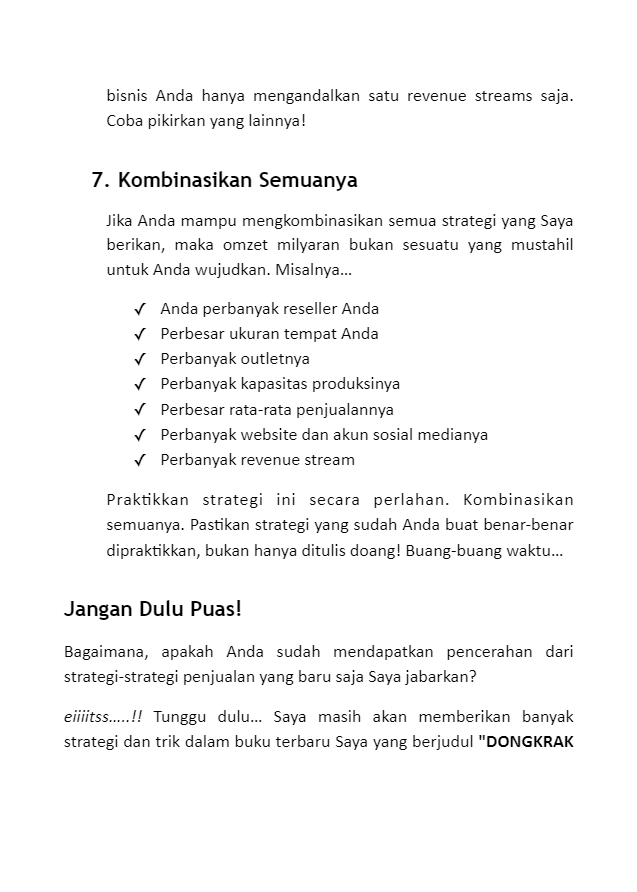 bisnis Anda hanya mengandalkan satu revenue streams saja.
Coba pikirkan yang lainnya!
7. Kombinasikan Semuanya
Jika Anda mampu mengkombinasikan semua strategi yang Saya
berikan, maka omzet milyaran bukan sesuatu yang mustahil
untuk Anda wujudkan. Misalnya…
✓ Anda perbanyak reseller Anda
✓ Perbesar ukuran tempat Anda
✓ Perbanyak outletnya
✓ Perbanyak kapasitas produksinya
✓ Perbesar rata-rata penjualannya
✓ Perbanyak website dan akun sosial medianya
✓ Perbanyak revenue stream
Praktikkan strategi ini secara perlahan. Kombinasikan
semuanya. Pastikan strategi yang sudah Anda buat benar-benar
dipraktikkan, bukan hanya ditulis doang! Buang-buang waktu…
Jangan Dulu Puas!
Bagaimana, apakah Anda sudah mendapatkan pencerahan dari
strategi-strategi penjualan yang baru saja Saya jabarkan?
eiiiitss…..!! Tunggu dulu… Saya masih akan memberikan banyak
strategi dan trik dalam buku terbaru Saya yang berjudul "DONGKRAK